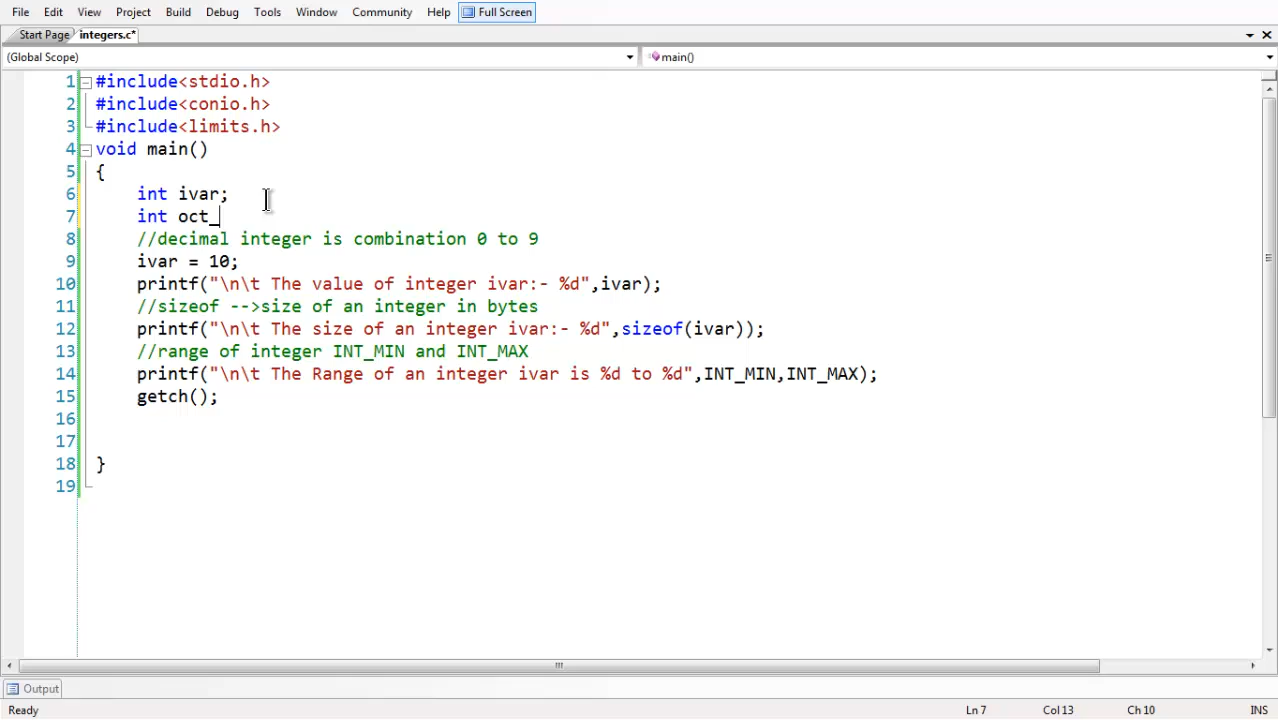 File Edit View Project Build Debug Tools Window Community Help Full Screen
Start Page integers.c*
(Global Scope) main()
1 #include<stdio.h>
2 #include<conio.h>
3 #include<limits.h>
4 void main()
5 {
6 int ivar;
7 int oct_
8 //decimal integer is combination 0 to 9
9 ivar = 10;
10 printf("\n\t The value of integer ivar:- %d",ivar);
11 //sizeof -->size of an integer in bytes
12 printf("\n\t The size of an integer ivar:- %d",sizeof(ivar));
13 //range of integer INT_MIN and INT_MAX
14 printf("\n\t The Range of an integer ivar is %d to %d",INT_MIN,INT_MAX);
15 getch();
16
17
18 }
19
Output
Ready Ln 7 Col 13 Ch 10 INS